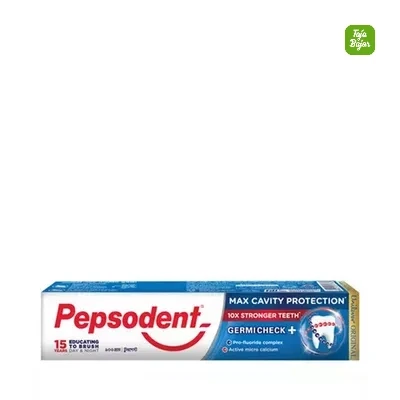 Taja
Bajar
Pepsodent
15 YEARS
EDUCATING
TO BRUSH
DAY & NIGHT
MAX CAVITY PROTECTION
10X STRONGER TEETH
GERMICHECK +
Pro-fluoride complex
Active micro calcium